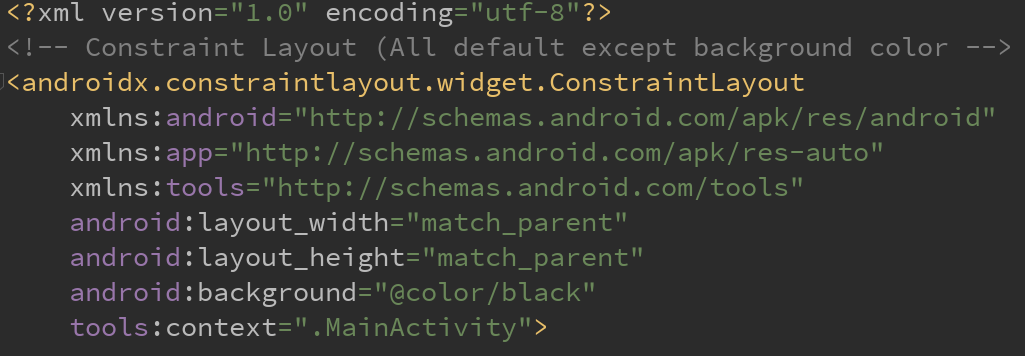 <?xml version="1.0" encoding="utf-8"?>
<!-- Constraint Layout (All default except background color -->
<androidx.constraintlayout.widget.ConstraintLayout
xmlns:android="http://schemas.android.com/apk/res/android"
xmlns:app="http://schemas.android.com/apk/res-auto"
xmlns:tools="http://schemas.android.com/tools"
android:layout_width="match_parent"
android:layout_height="match_parent"
android:background="@color/black"
tools:context=".MainActivity">